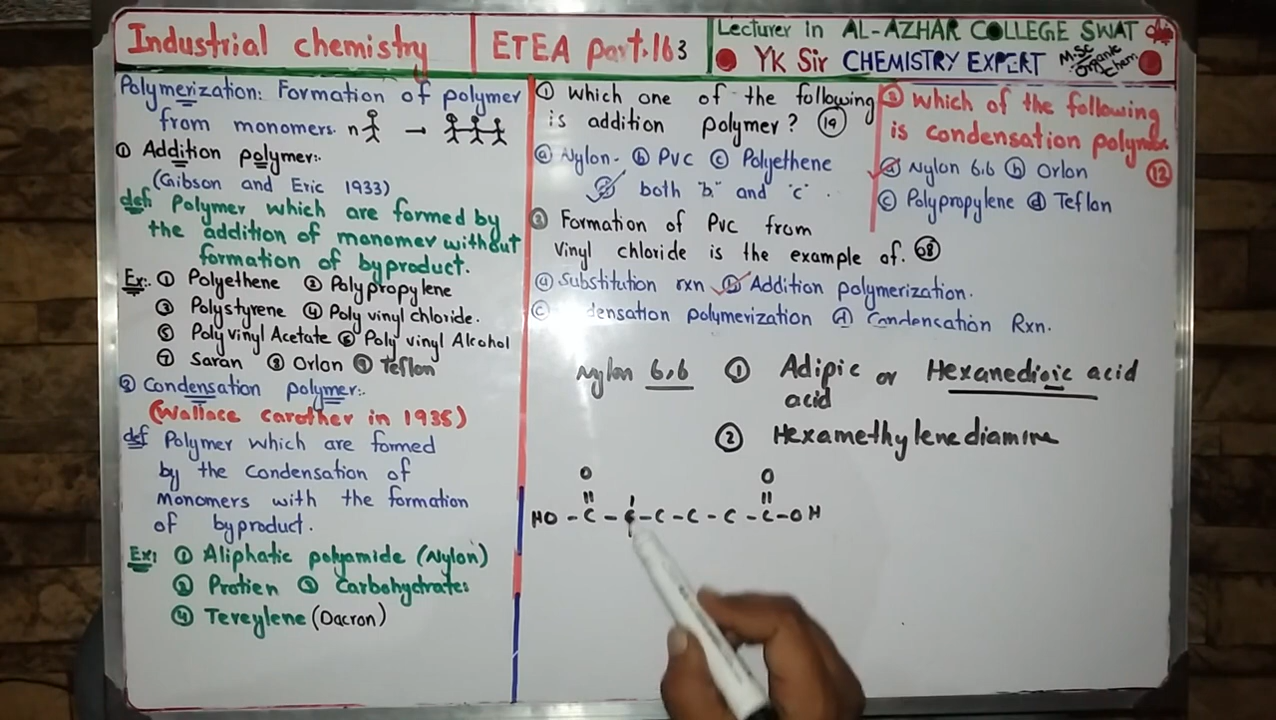 Industrial chemistry
ETEA part.163
Lecturer in AL-AZHAR COLLEGE SWAT
YK Sir CHEMISTRY EXPERT
M.SC
Organic
Chem
Polymerization: Formation of polymer
from monomers. n →
① Addition polymer:-
(Gibson and Eric 1933)
def: Polymer which are formed by
the addition of monomer without
formation of byproduct.
Ex:- ① Polyethene ② Polypropylene
③ Polystyrene ④ Poly vinyl chloride.
⑤ Poly vinyl Acetate ⑥ Poly vinyl Alcohol
⑦ Saran ⑧ Orlon ⑨ Teflon
② Condensation polymer:-
(Wallace carother in 1935)
def Polymer which are formed
by the condensation of
Monomers with the formation
of byproduct.
Ex: ① Aliphatic polyamide (Nylon)
② Protien ③ Carbohydrates
④ Tereylene (Dacron)
① Which one of the following
is addition polymer? (19)
ⓐ Nylon- ⓑ PVC ⓒ Polyethene
both "b" and "c".
② Formation of PVC from
vinyl chloride is the example of. (08)
ⓐ Substitution rxn ⓑ Addition polymerization.
ⓒ densation polymerization ⓓ Condencation Rxn.
③ Which of the following
is condensation polymer
(12)
ⓐ Nylon 6,6 ⓑ Orlon
ⓒ Polypropylene ⓓ Teflon
Nylon 6,6 ① Adipic or Hexanedioic acid
acid
② Hexamethylenediamine
O O
HO - C - C - C - C - C - C - OH